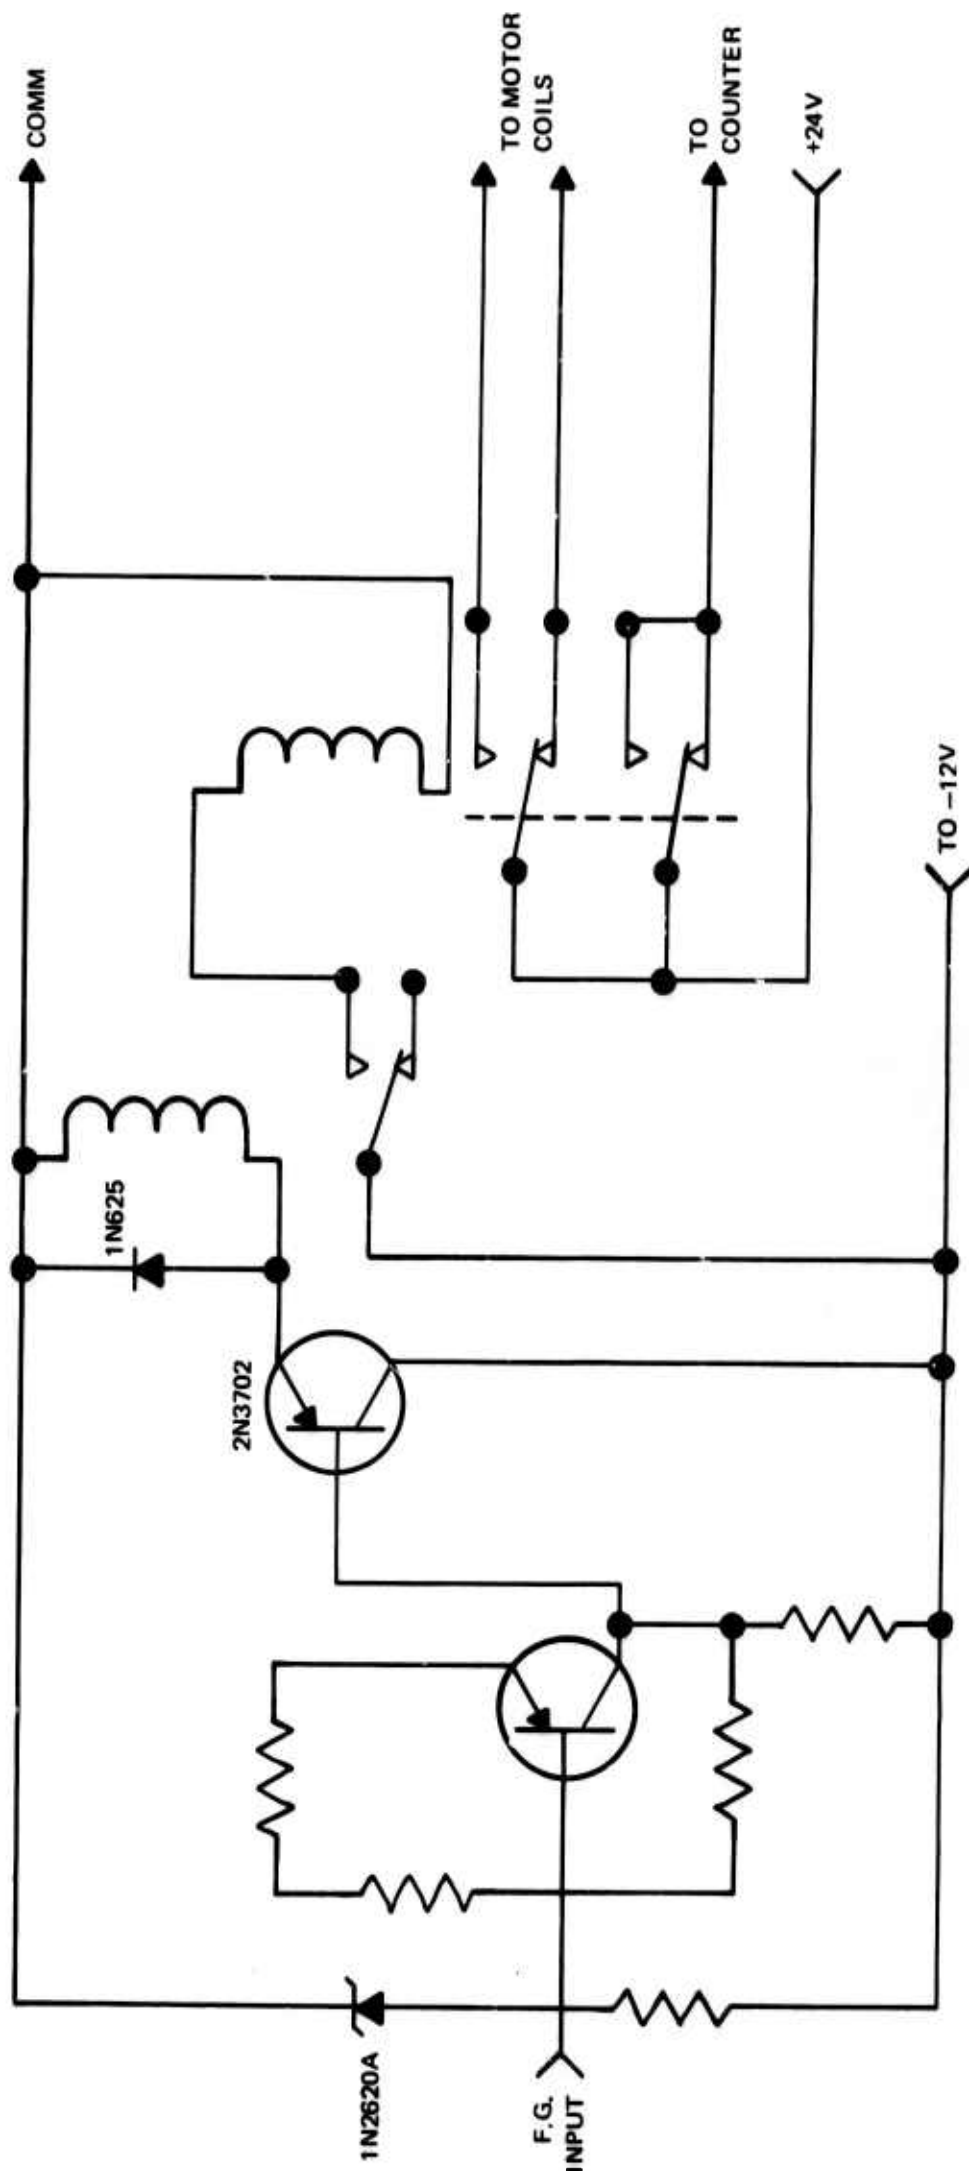 COMM
TO MOTOR
COILS
TO
COUNTER
+24V
1N625
2N3702
TO –12V
1N2620A
F.G.
INPUT